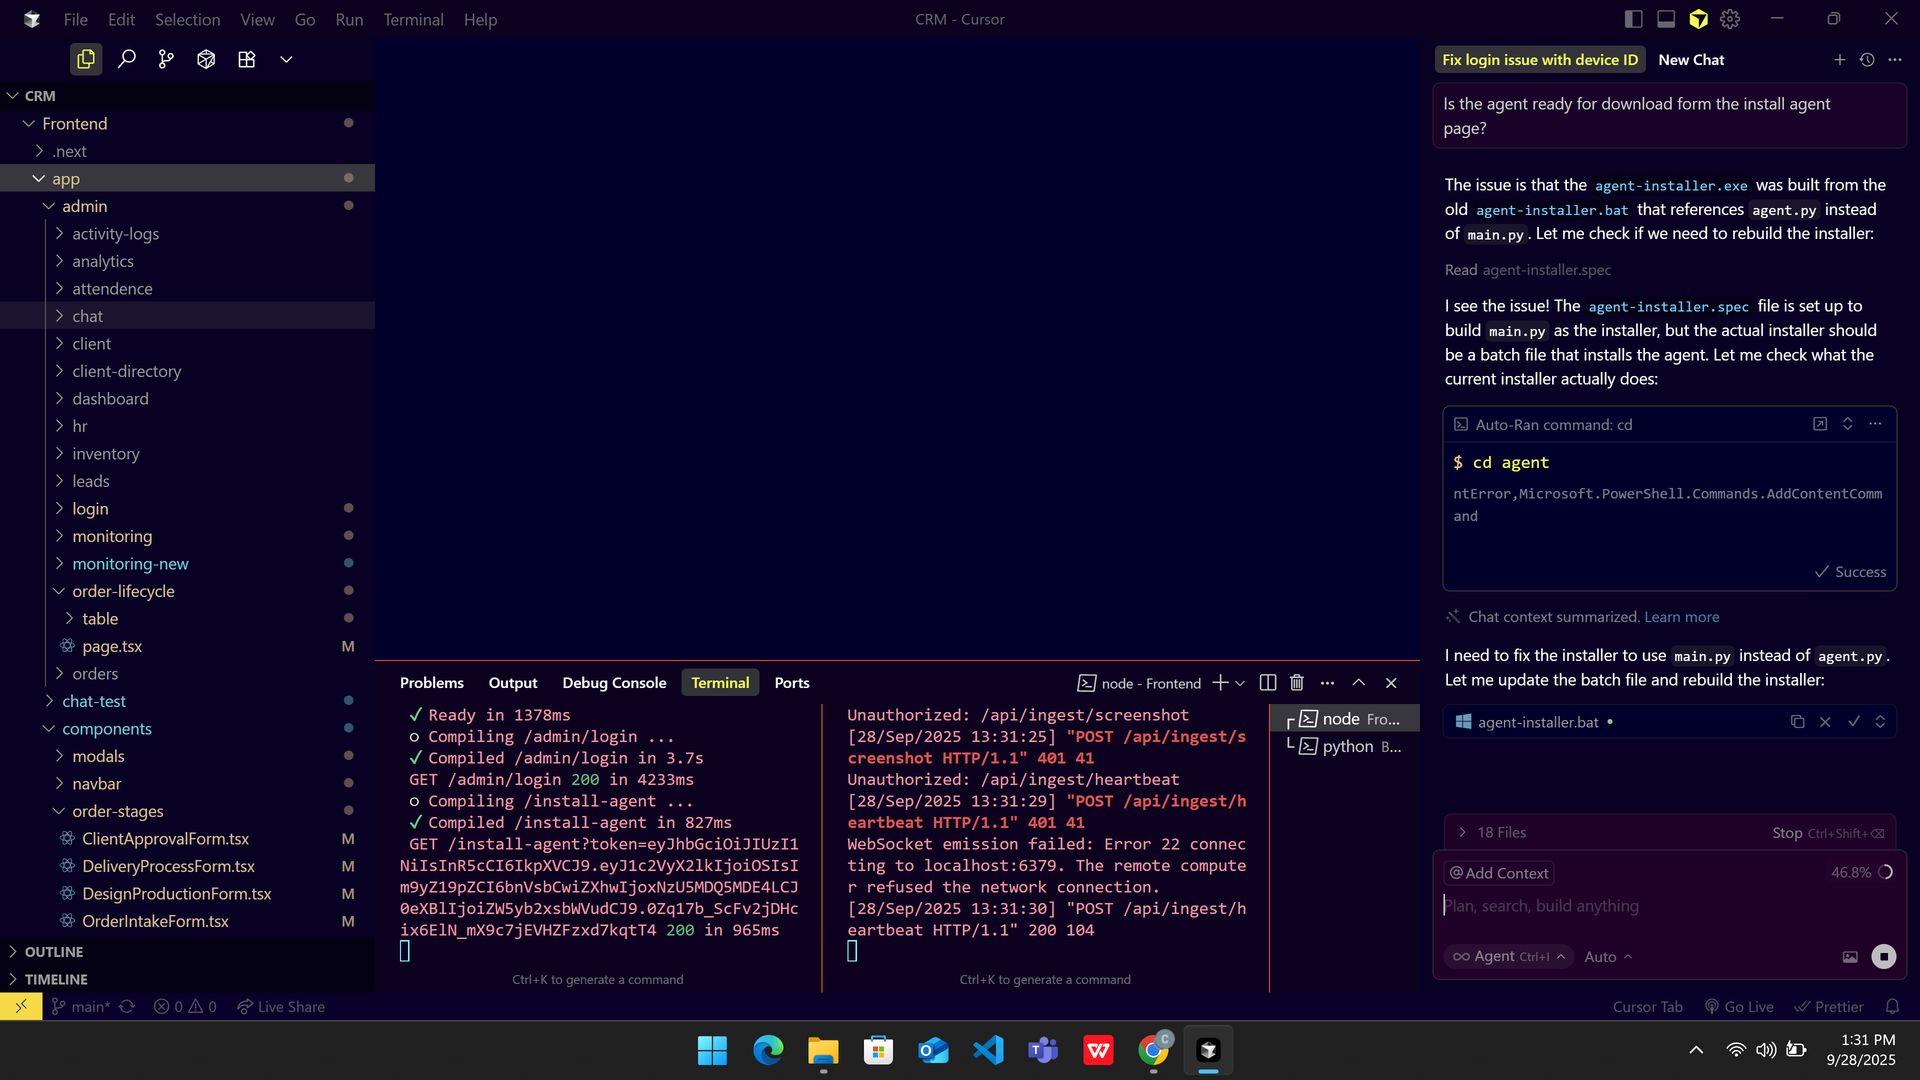 File Edit Selection View Go Run Terminal Help
CRM - Cursor
CRM
Frontend
.next
app
admin
activity-logs
analytics
attendence
chat
client
client-directory
dashboard
hr
inventory
leads
login
monitoring
monitoring-new
order-lifecycle
table
page.tsx M
orders
chat-test
components
modals
navbar
order-stages
ClientApprovalForm.tsx M
DeliveryProcessForm.tsx M
DesignProductionForm.tsx M
OrderIntakeForm.tsx M
OUTLINE
TIMELINE
Problems Output Debug Console Terminal Ports
node - Frontend
✓ Ready in 1378ms
○ Compiling /admin/login ...
✓ Compiled /admin/login in 3.7s
GET /admin/login 200 in 4233ms
○ Compiling /install-agent ...
✓ Compiled /install-agent in 827ms
GET /install-agent?token=eyJhbGciOiJIUzI1
NiIsInR5cCI6IkpXVCJ9.eyJ1c2VyX2lkIjoiOSIsI
m9yZ19pZCI6bnVsbCwiZXhwIjoxNzU5MDQ5MDE4LCJ
0eXBlIjoiZW5yb2xsbWVudCJ9.0Zq17b_ScFv2jDHc
ix6ElN_mX9c7jEVHZFzxd7kqtT4 200 in 965ms
Ctrl+K to generate a command
Unauthorized: /api/ingest/screenshot
[28/Sep/2025 13:31:25] "POST /api/ingest/s
creenshot HTTP/1.1" 401 41
Unauthorized: /api/ingest/heartbeat
[28/Sep/2025 13:31:29] "POST /api/ingest/h
eartbeat HTTP/1.1" 401 41
WebSocket emission failed: Error 22 connec
ting to localhost:6379. The remote compute
r refused the network connection.
[28/Sep/2025 13:31:30] "POST /api/ingest/h
eartbeat HTTP/1.1" 200 104
Ctrl+K to generate a command
node Fro...
python B...
Fix login issue with device ID New Chat
Is the agent ready for download form the install agent
page?
The issue is that the agent-installer.exe was built from the
old agent-installer.bat that references agent.py instead
of main.py. Let me check if we need to rebuild the installer:
Read agent-installer.spec
I see the issue! The agent-installer.spec file is set up to
build main.py as the installer, but the actual installer should
be a batch file that installs the agent. Let me check what the
current installer actually does:
Auto-Ran command: cd
$ cd agent
ntError,Microsoft.PowerShell.Commands.AddContentComm
and
Success
Chat context summarized. Learn more
I need to fix the installer to use main.py instead of agent.py.
Let me update the batch file and rebuild the installer:
agent-installer.bat
18 Files Stop Ctrl+Shift+⌫
@ Add Context 46.8%
Plan, search, build anything
Agent Ctrl+I Auto
main* 0 0 Live Share
Cursor Tab Go Live Prettier
1:31 PM
9/28/2025